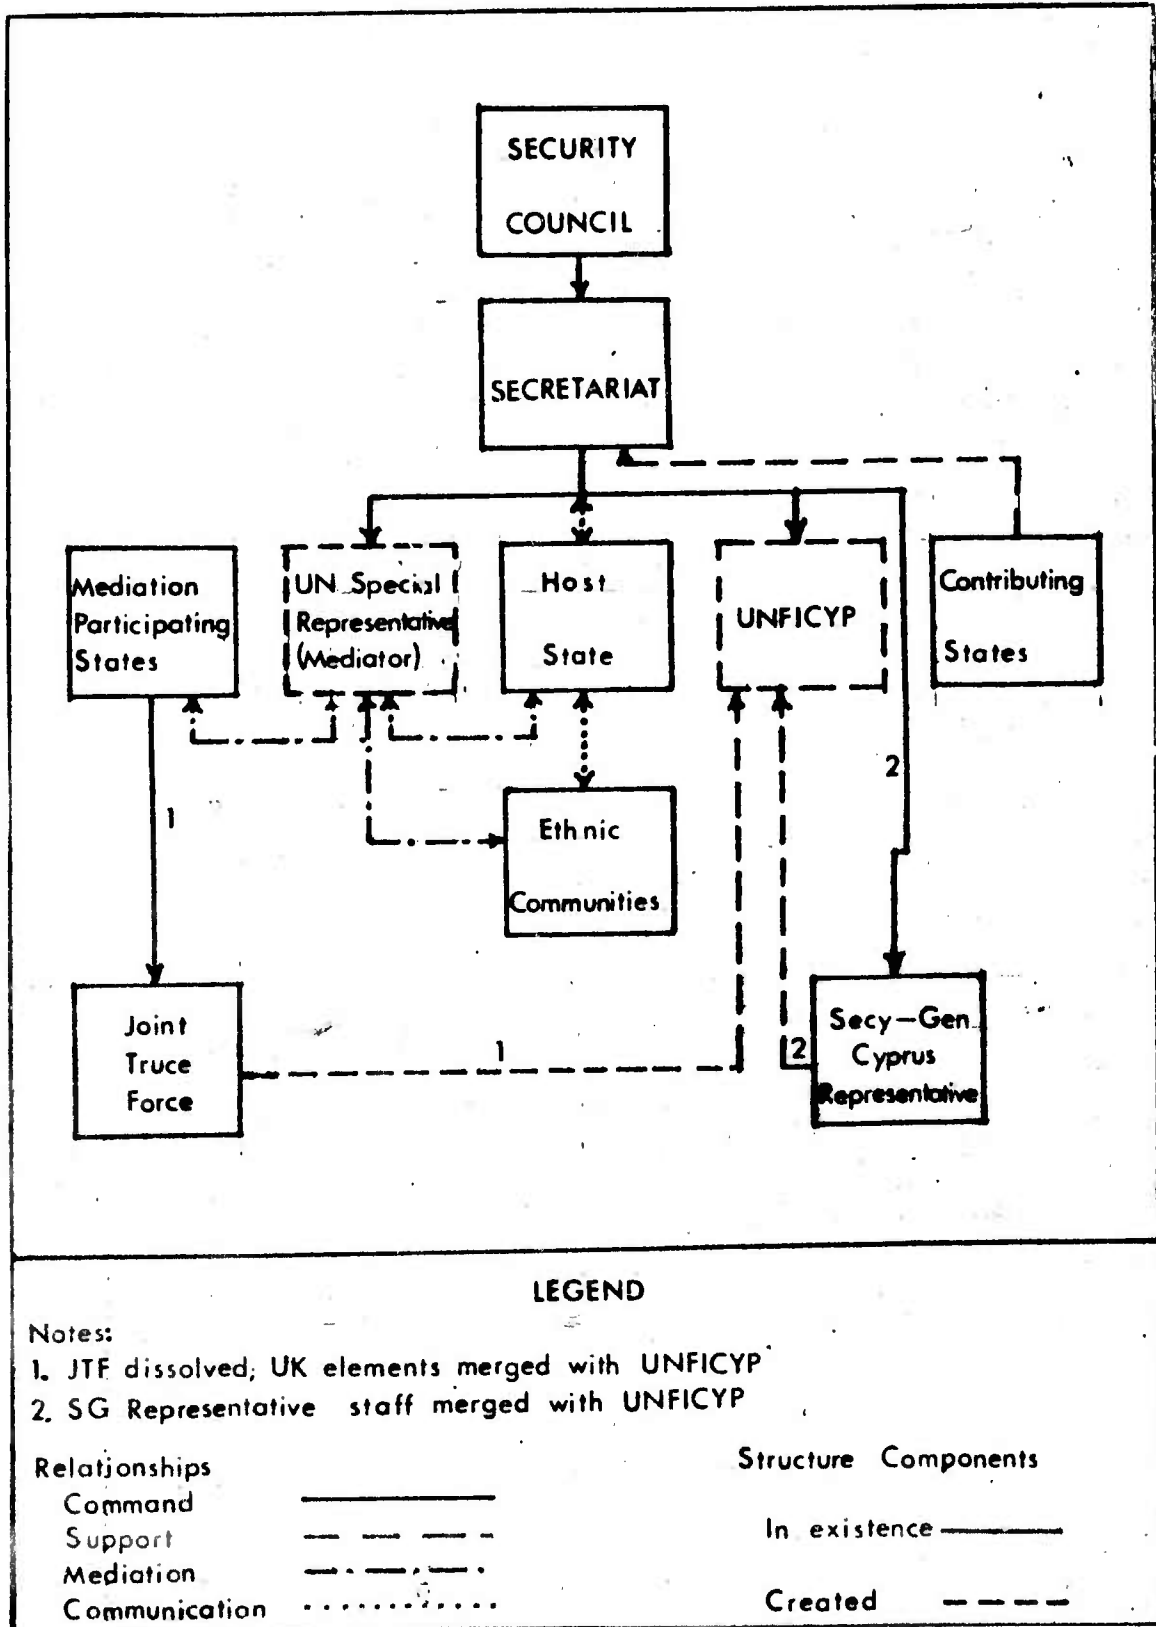 SECURITY
COUNCIL
SECRETARIAT
Mediation
Participating
States
UN Special
Representative
(Mediator)
Host
State
UNFICYP
Contributing
States
2
1
Ethnic
Communities
Joint
Truce
Force
1
2
Secy-Gen
Cyprus
Representative
LEGEND
Notes:
1. JTF dissolved; UK elements merged with UNFICYP
2. SG Representative staff merged with UNFICYP
Relationships
Structure Components
Command
In existence
Support
Mediation
Created
Communication